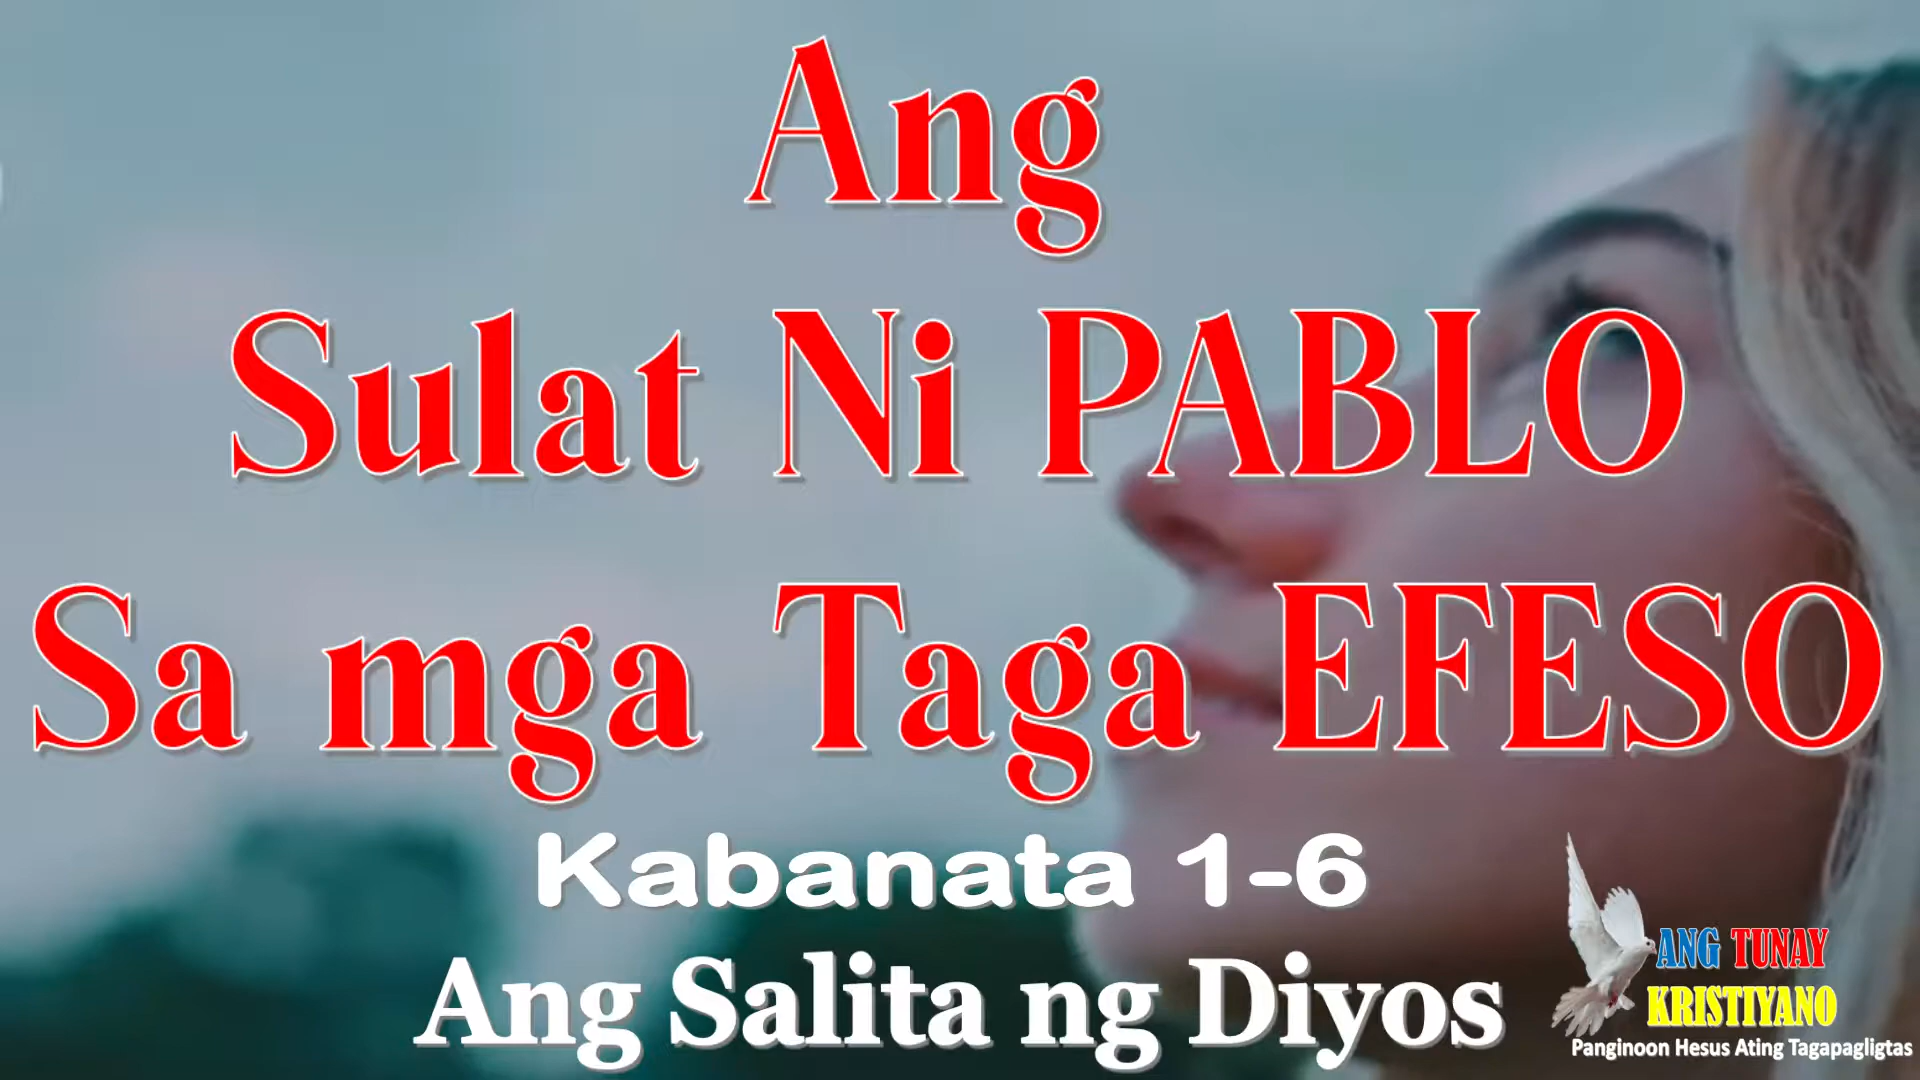 Ang
Sulat Ni PABLO
Sa mga Taga EFESO
Kabanata 1-6
Ang Salita ng Diyos
ANG TUNAY
KRISTIYANO
Panginoon Hesus Ating Tagapagligtas